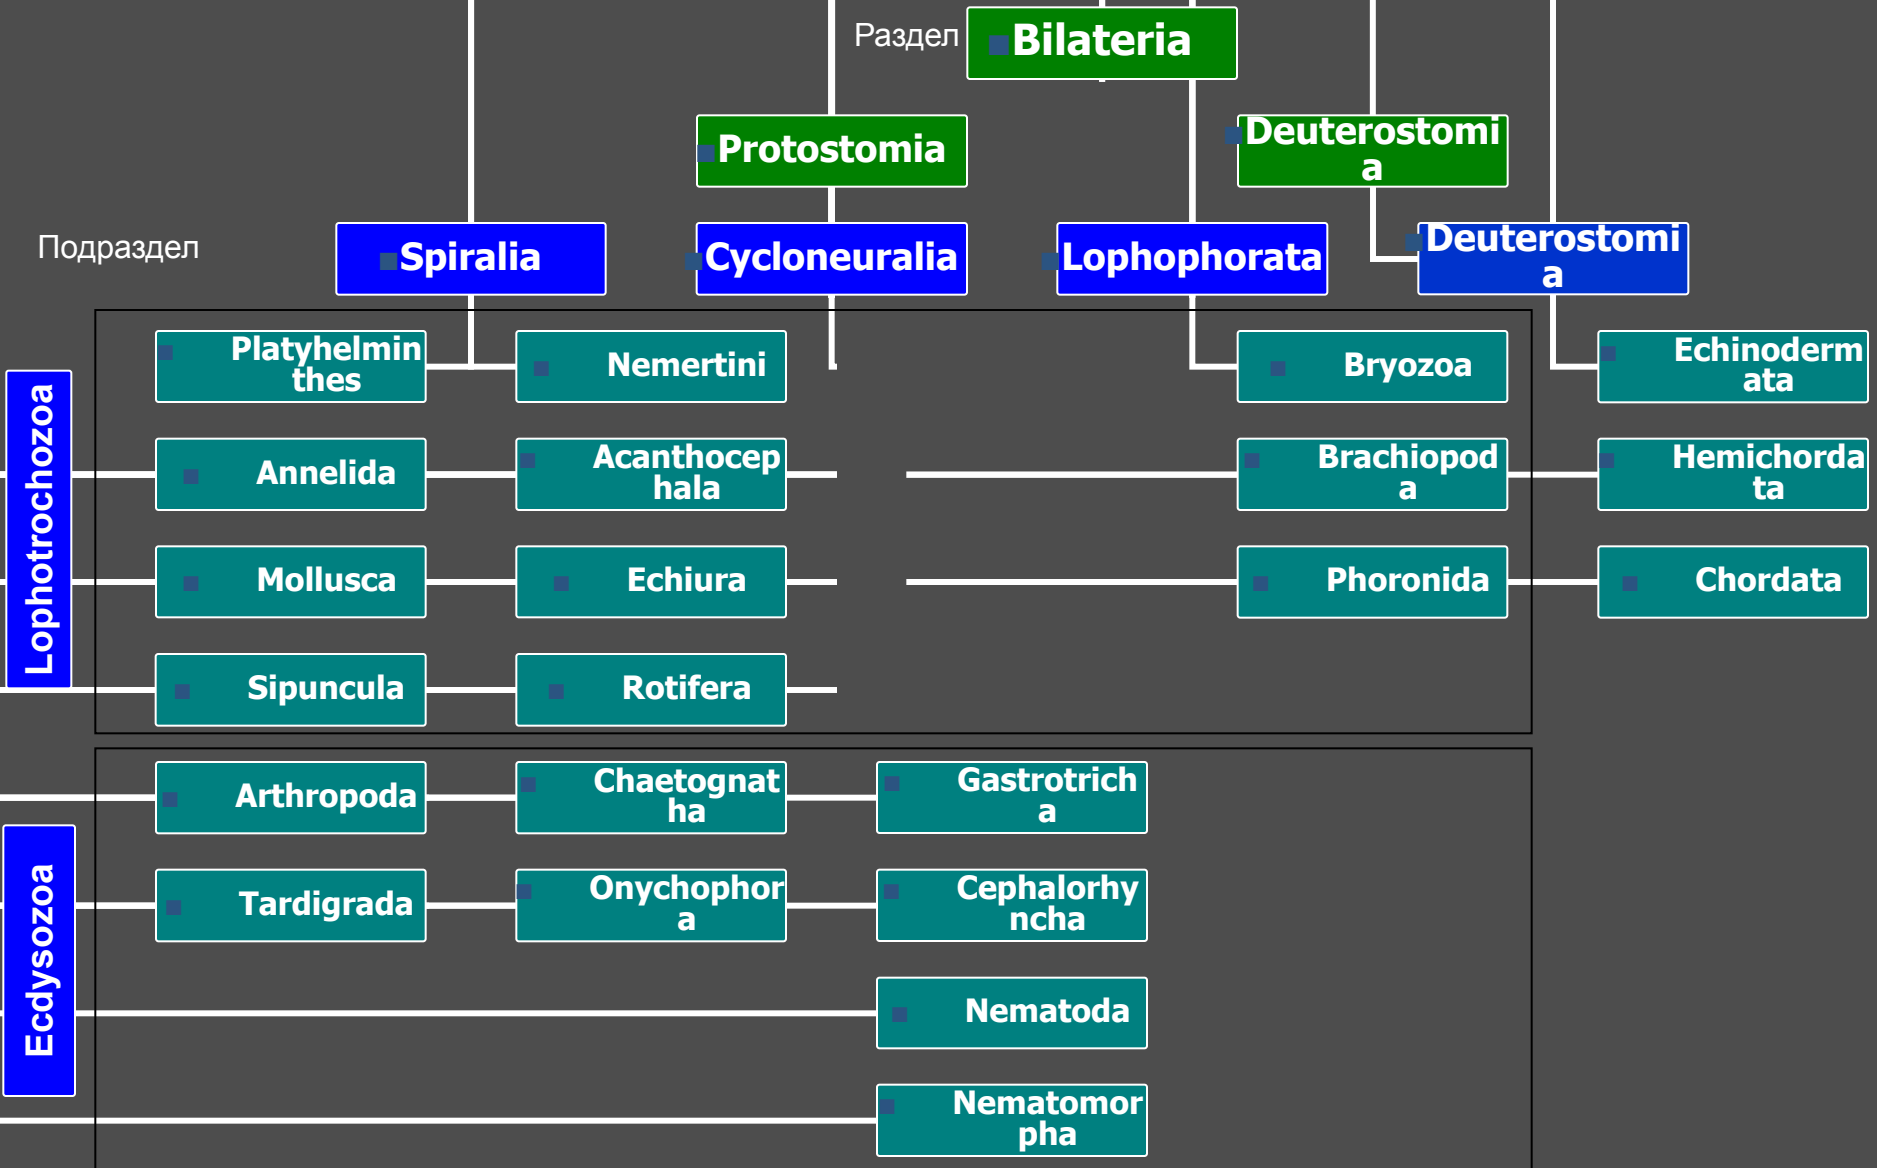 Раздел
Bilateria
Protostomia
Deuterostomi
a
Подраздел
Spiralia
Cycloneuralia
Lophophorata
Deuterostomi
a
Lophotrochozoa
Platyhelmin
thes
Nemertini
Bryozoa
Echinoderm
ata
Annelida
Acanthocep
hala
Brachiopod
a
Hemichorda
ta
Mollusca
Echiura
Phoronida
Chordata
Sipuncula
Rotifera
Ecdysozoa
Arthropoda
Chaetognat
ha
Gastrotrich
a
Tardigrada
Onychophor
a
Cephalorhy
ncha
Nematoda
Nematomor
pha